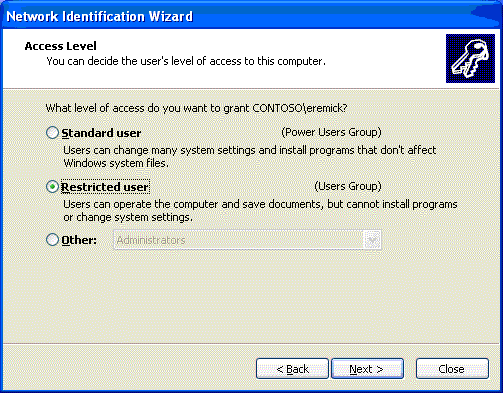 Network Identification Wizard
Access Level
You can decide the user's level of access to this computer.
What level of access do you want to grant CONTOSO\eremick?
Standard user (Power Users Group)
Users can change many system settings and install programs that don't affect
Windows system files.
Restricted user (Users Group)
Users can operate the computer and save documents, but cannot install programs
or change system settings.
Other: Administrators
< Back Next > Close